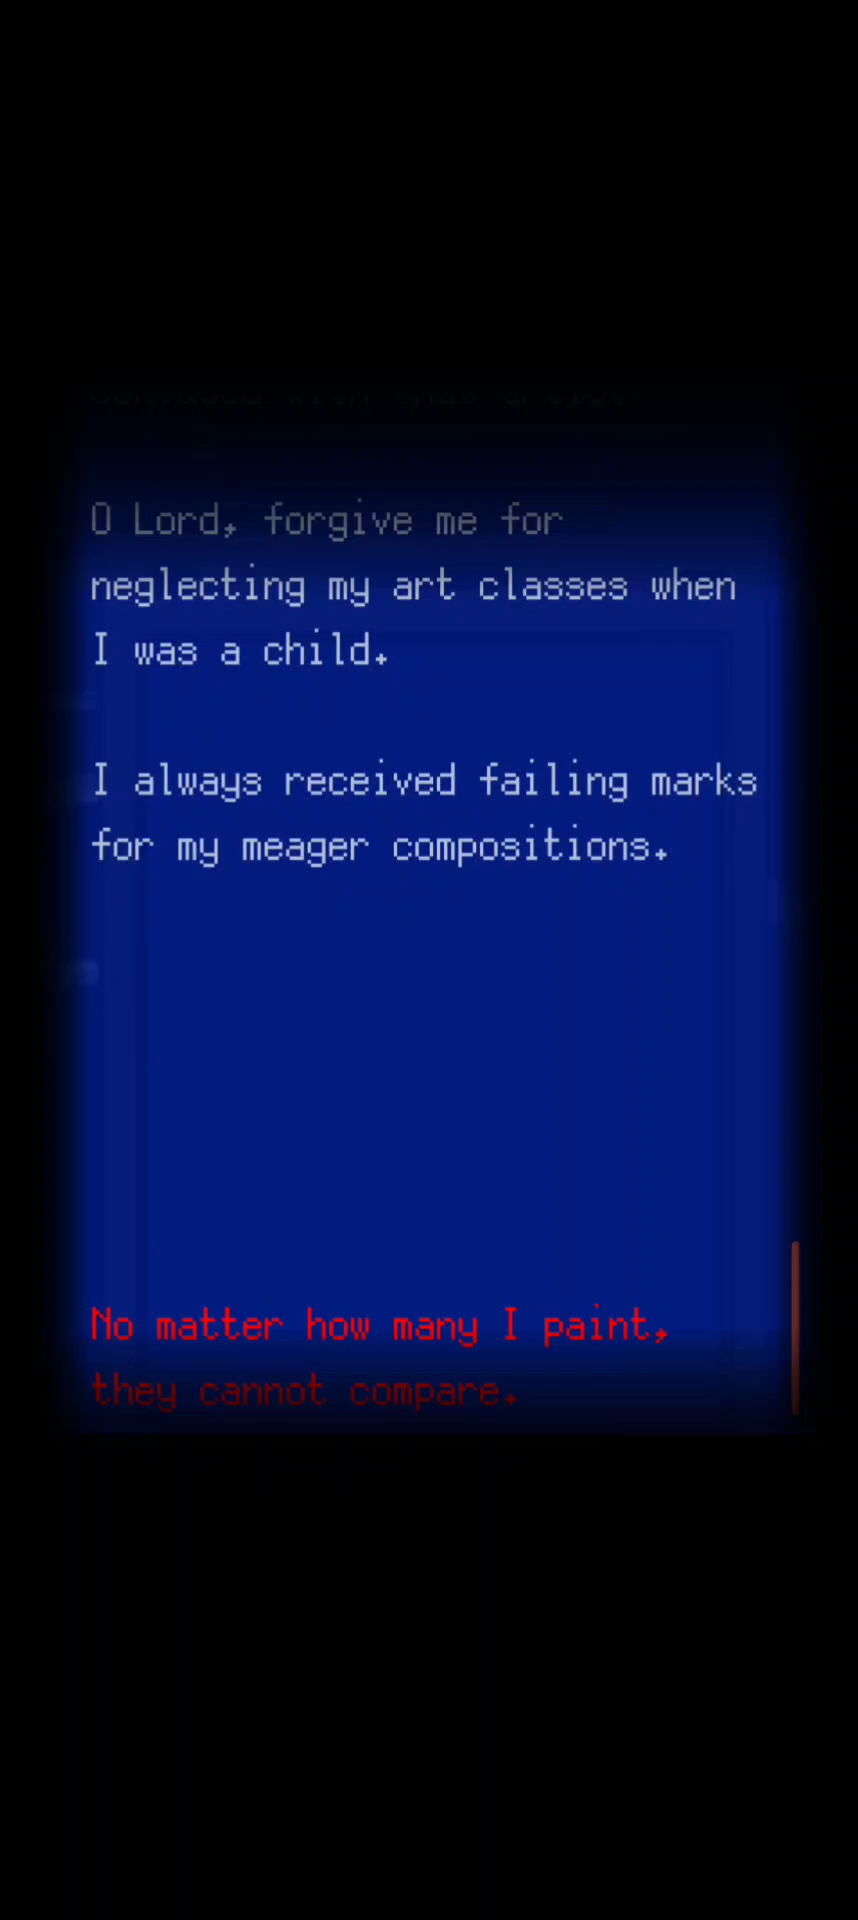 O Lord, forgive me for
neglecting my art classes when
I was a child.
I always received failing marks
for my meager compositions.
No matter how many I paint,
they cannot compare.